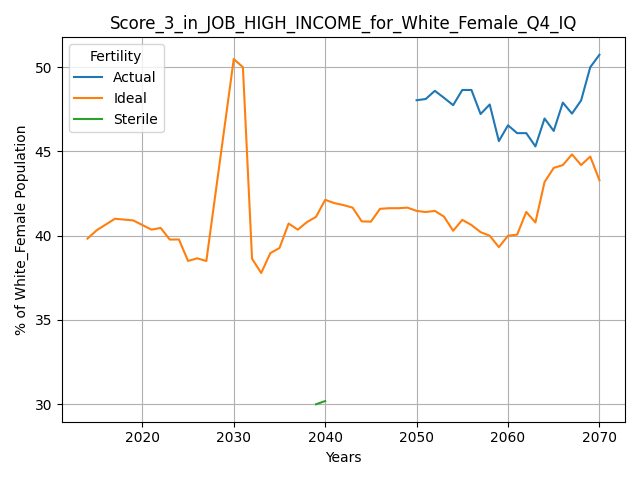 Score_3_in_JOB_HIGH_INCOME_for_White_Female_Q4_IQ
Fertility
Actual
Ideal
Sterile
% of White_Female Population
50
45
40
35
30
2020 2030 2040 2050 2060 2070
Years